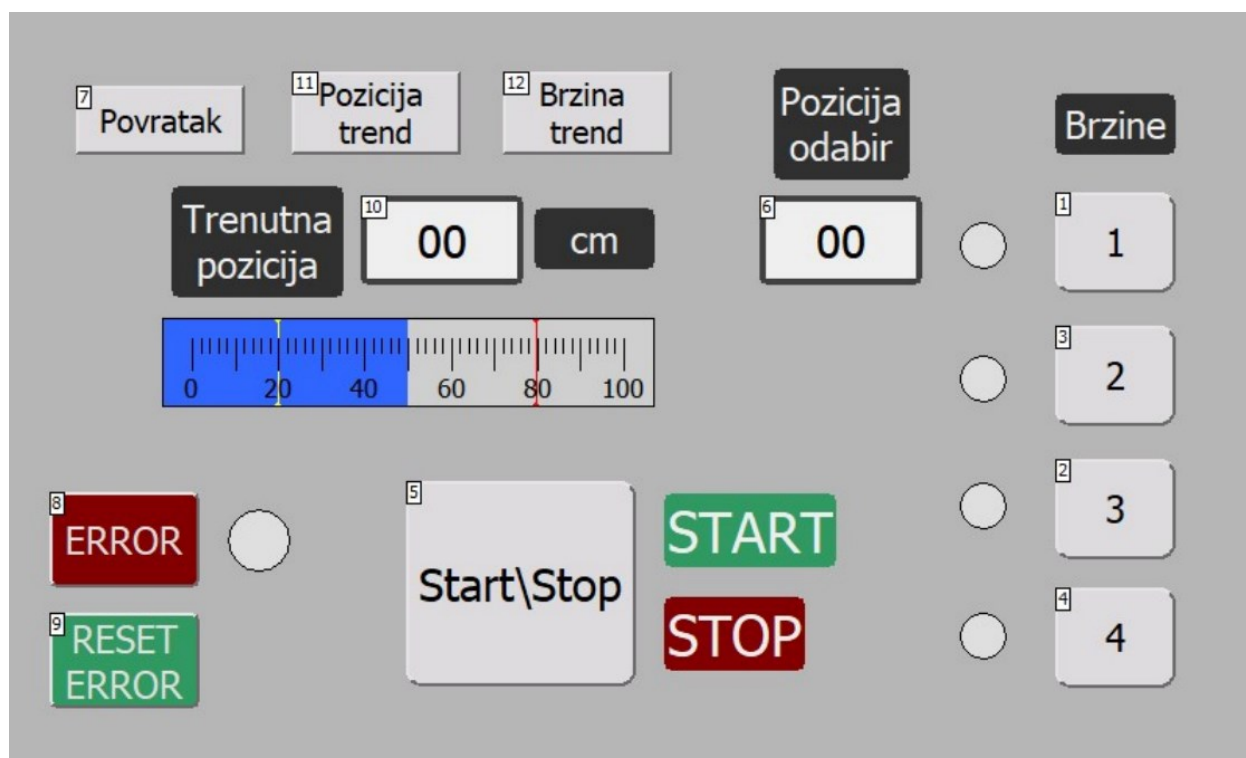 7
Povratak
11
Pozicija
trend
12
Brzina
trend
Pozicija
odabir
Brzine
Trenutna
pozicija
10
00
cm
6
00
1
1
0 20 40 60 80 100
3
2
8
ERROR
5
Start\Stop
START
2
3
9
RESET
ERROR
STOP
4
4